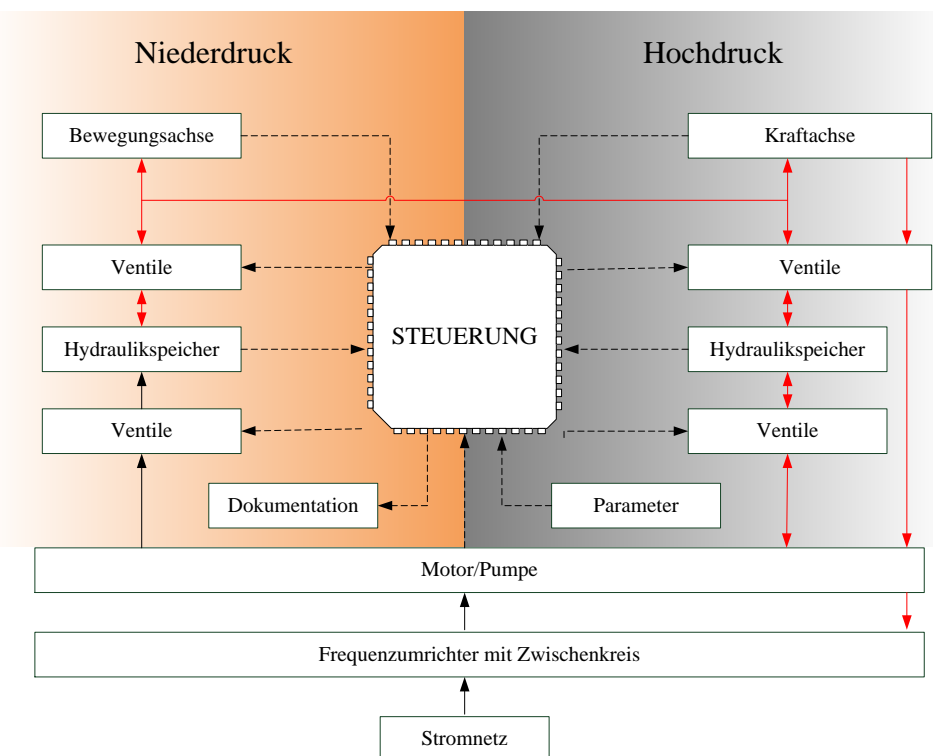 Niederdruck
Hochdruck
Bewegungsachse
Kraftachse
Ventile
Ventile
STEUERUNG
Hydraulikspeicher
Hydraulikspeicher
Ventile
Ventile
Dokumentation
Parameter
Motor/Pumpe
Frequenzumrichter mit Zwischenkreis
Stromnetz